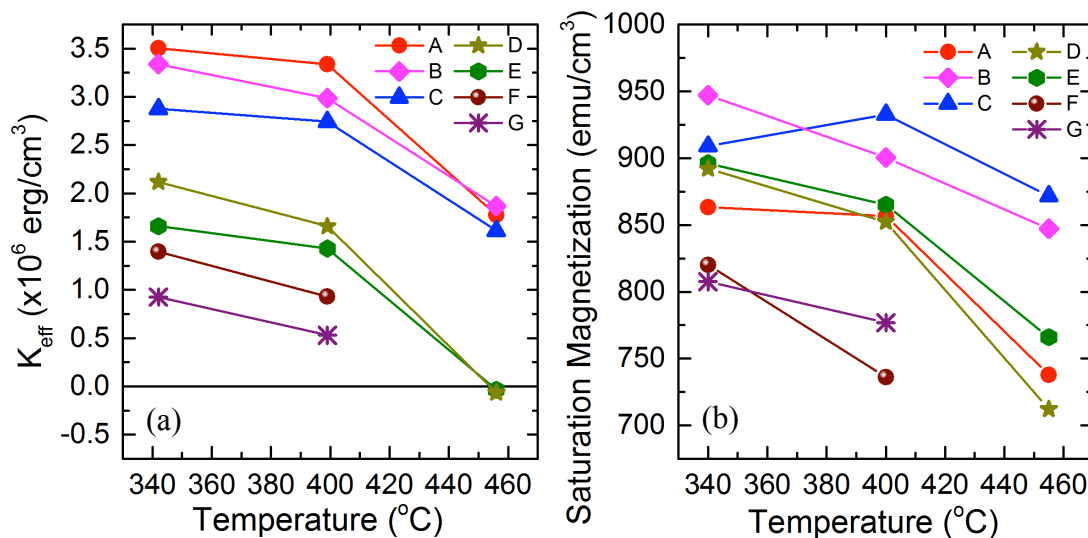 3.5
3.0
2.5
2.0
1.5
1.0
0.5
0.0
-0.5
K_eff (x10^6 erg/cm^3)
A
B
C
D
E
F
G
(a)
340 360 380 400 420 440 460
Temperature (°C)
1000
950
900
850
800
750
700
Saturation Magnetization (emu/cm^3)
A
B
C
D
E
F
G
(b)
340 360 380 400 420 440 460
Temperature (°C)